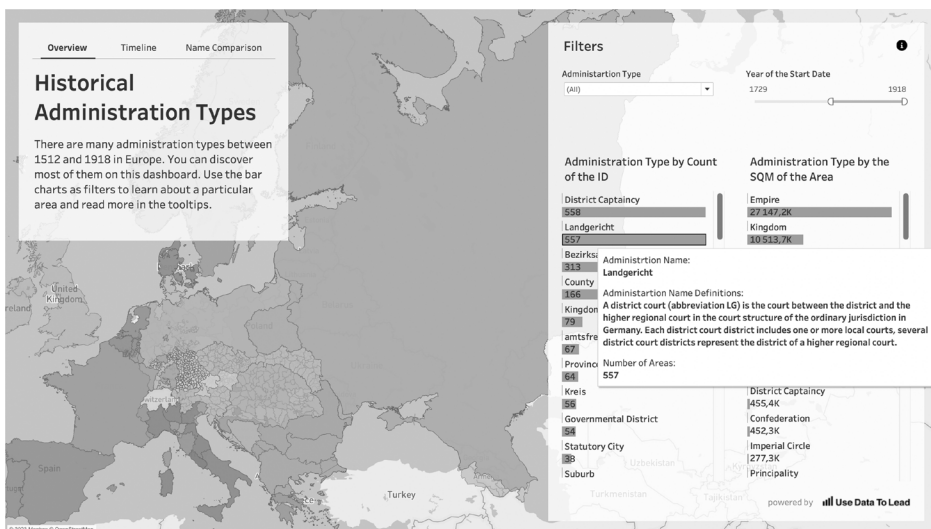 Overview
Timeline
Name Comparison
Historical
Administration Types
There are many administration types between
1512 and 1918 in Europe. You can discover
most of them on this dashboard. Use the bar
charts as filters to learn about a particular
area and read more in the tooltips.
United
Kingdom
Spain
Turkey
Filters
Administartion Type
(All)
Year of the Start Date
1729
1918
Administration Type by Count
of the ID
District Captaincy
558
Landgericht
557
313
County
166
79
67
64
Kreis
56
Governmental District
54
Statutory City
38
Suburb
Administration Type by the
SQM of the Area
Empire
27 147,2K
Kingdom
10 513,7K
Administrtion Name:
Landgericht
Administartion Name Definitions:
A district court (abbreviation LG) is the court between the district and the
higher regional court in the court structure of the ordinary jurisdiction in
Germany. Each district court district includes one or more local courts, several
district court districts represent the district of a higher regional court.
Number of Areas:
557
District Captaincy
455,4K
Confederation
452,3K
Imperial Circle
277,3K
Principality
Uzbekistan
Turkmenistan
Tajikistan
powered by
Use Data To Lead